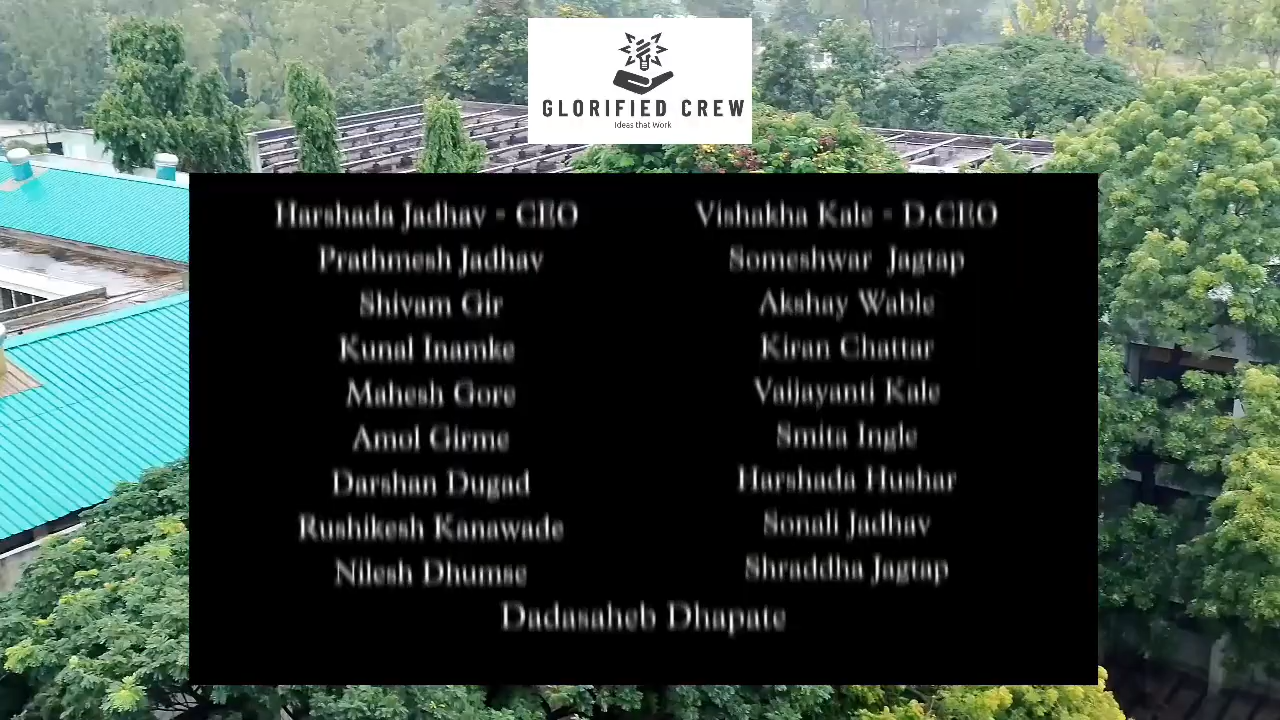 GLORIFIED CREW
Ideas that Work
Harshada Jadhav - CEO
Vishakha Kale - D.CEO
Prathmesh Jadhav
Someshwar Jagtap
Shivam Gir
Akshay Wable
Kunal Inamke
Kiran Chattar
Mahesh Gore
Vaijayanti Kale
Amol Girme
Smita Ingle
Darshan Dugad
Harshada Hushar
Rushikesh Kanawade
Sonali Jadhav
Nilesh Dhumse
Shraddha Jagtap
Dadasaheb Dhapate